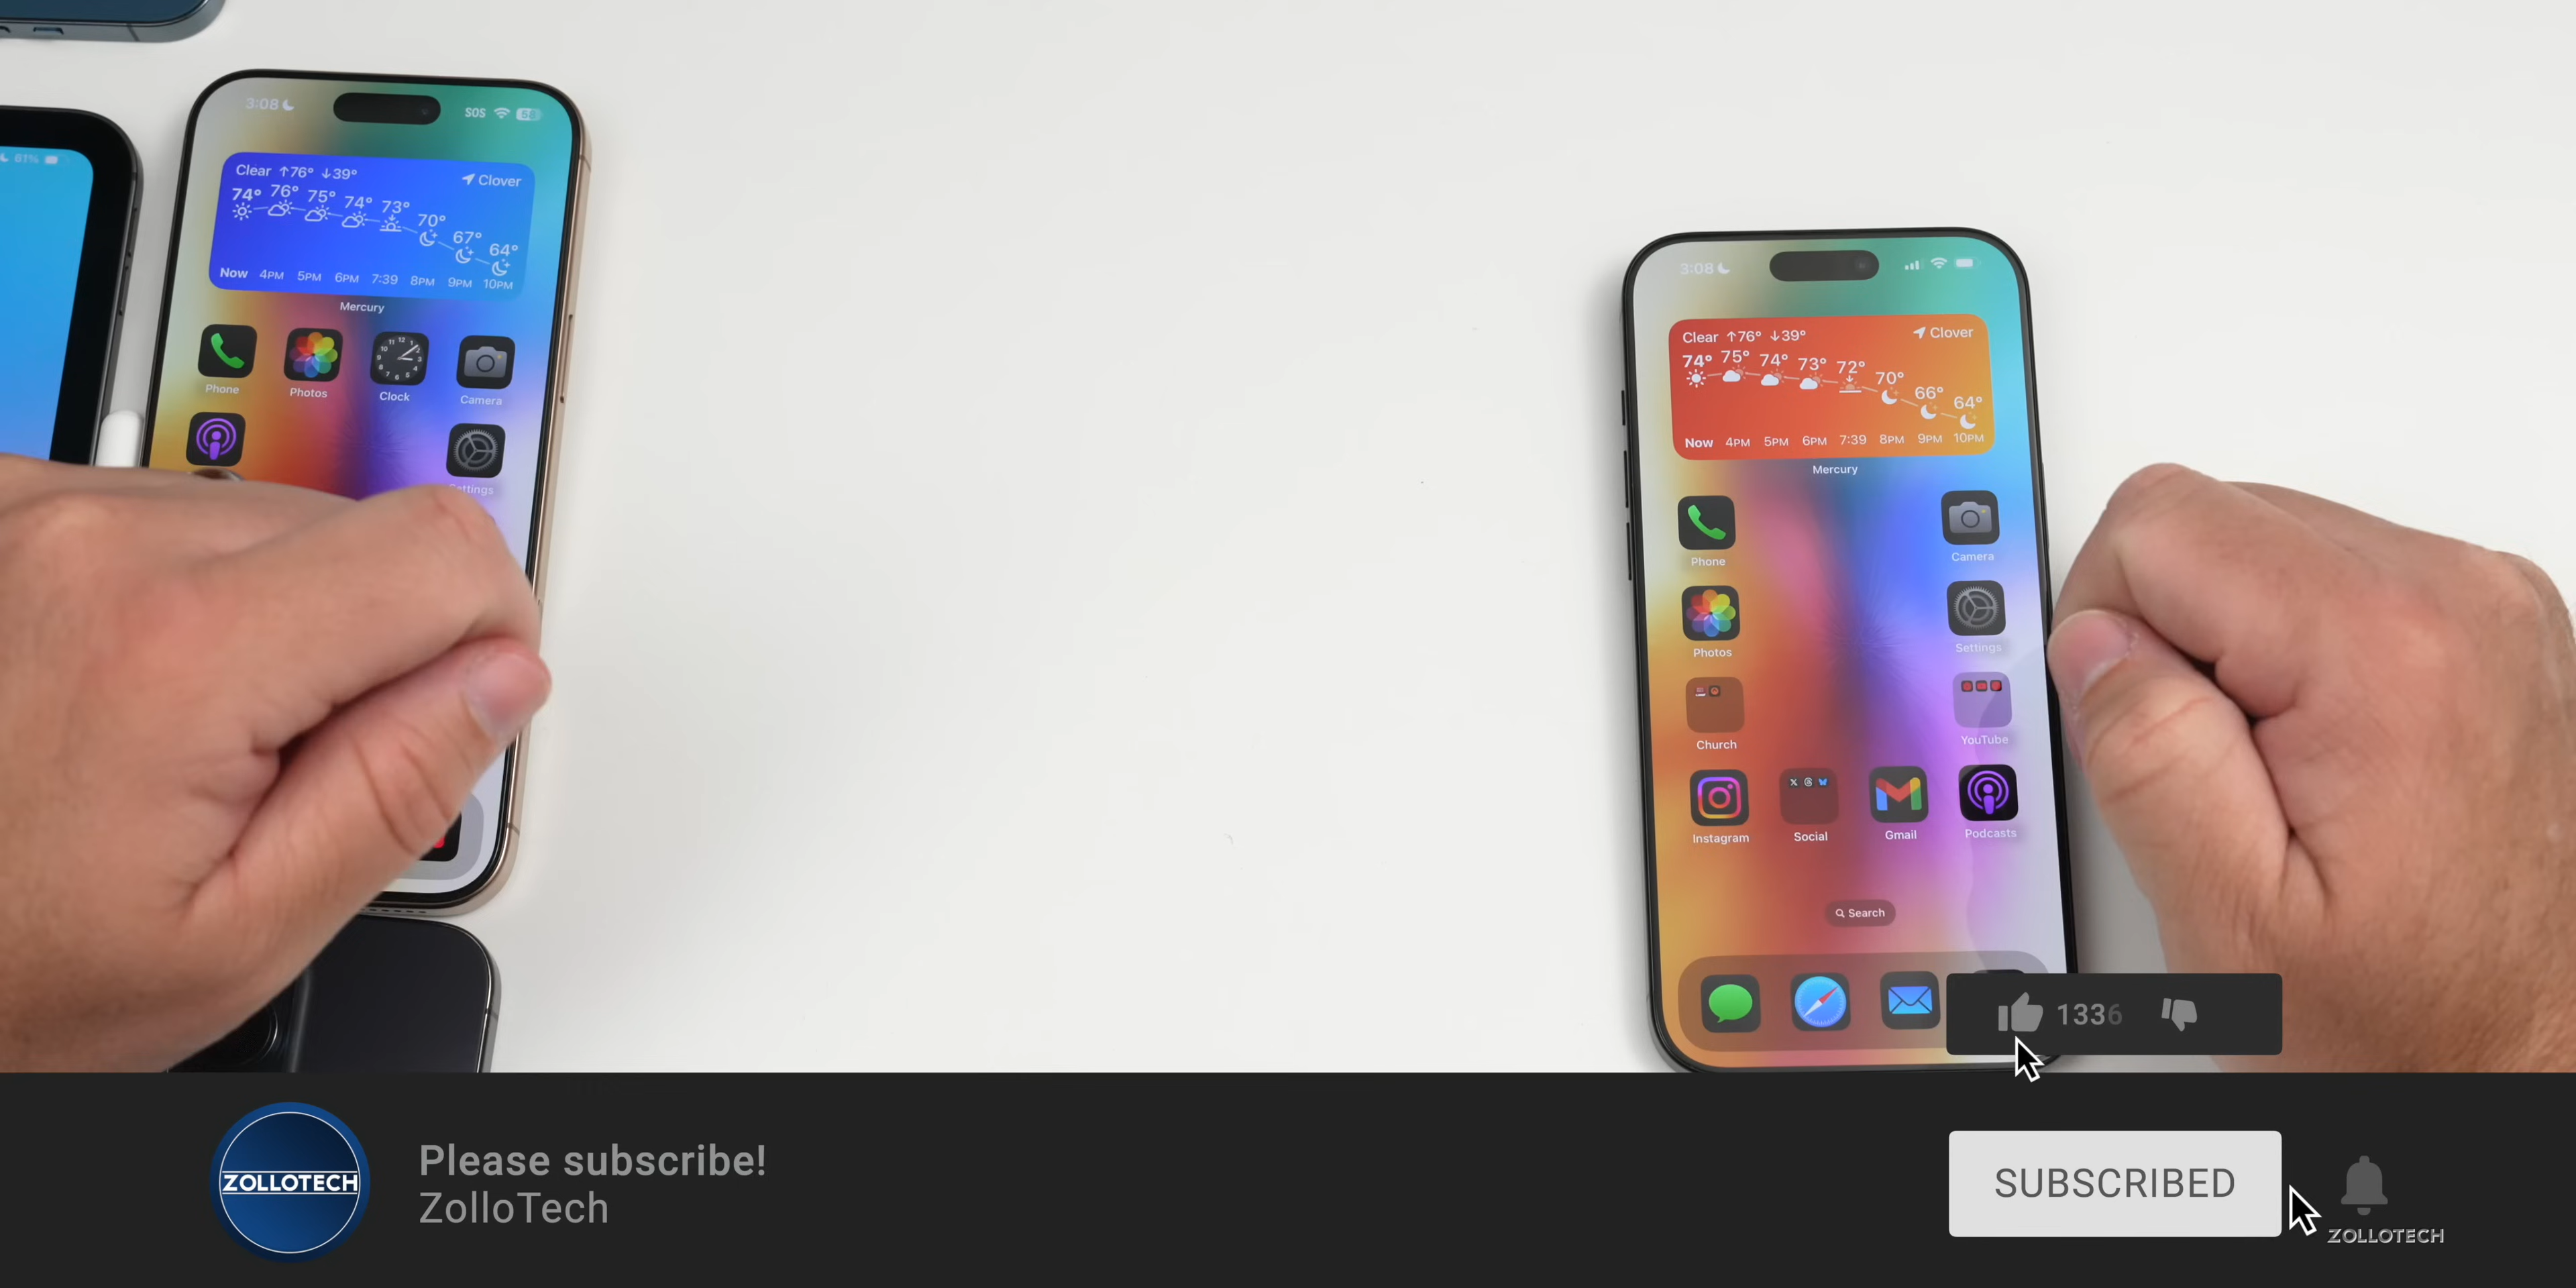 61%
3:08
SOS
58
Clear ↑76° ↓39°
Clover
74° 76° 75° 74° 73° 70° 67° 64°
Now 4PM 5PM 6PM 7:39 8PM 9PM 10PM
Mercury
Phone
Photos
Clock
Camera
Settings
3:08
Clear ↑76° ↓39°
Clover
74° 75° 74° 73° 72° 70° 66° 64°
Now 4PM 5PM 6PM 7:39 8PM 9PM 10PM
Mercury
Phone
Camera
Photos
Settings
Church
YouTube
Instagram
Social
Gmail
Podcasts
Search
1336
ZOLLOTECH
Please subscribe!
ZolloTech
SUBSCRIBED
ZOLLOTECH